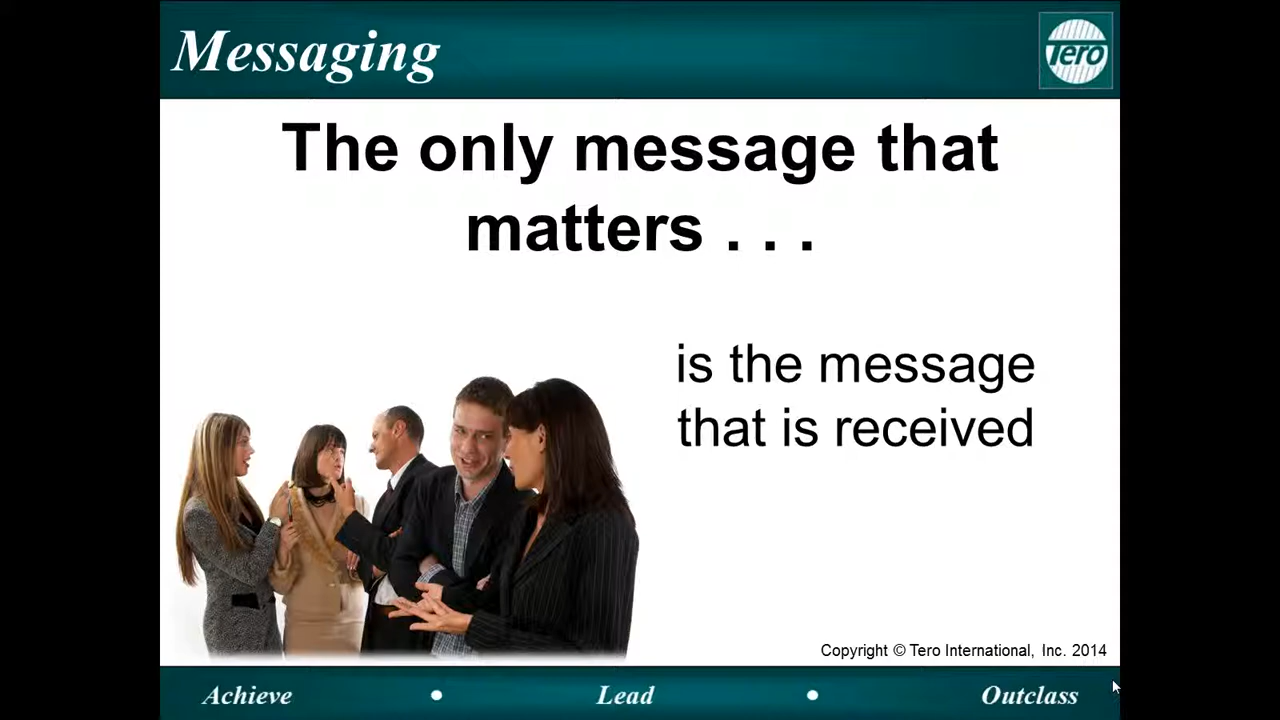 Messaging
Tero
The only message that
matters . . .
is the message
that is received
Copyright © Tero International, Inc. 2014
Achieve • Lead • Outclass